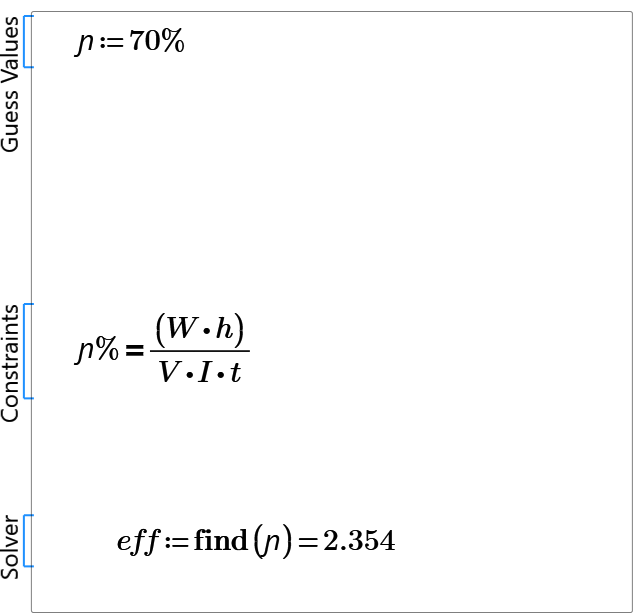 Guess Values
Constraints
Solver
ɲ := 70%
ɲ% = (W · h) / (V · I · t)
eff := find(ɲ) = 2.354